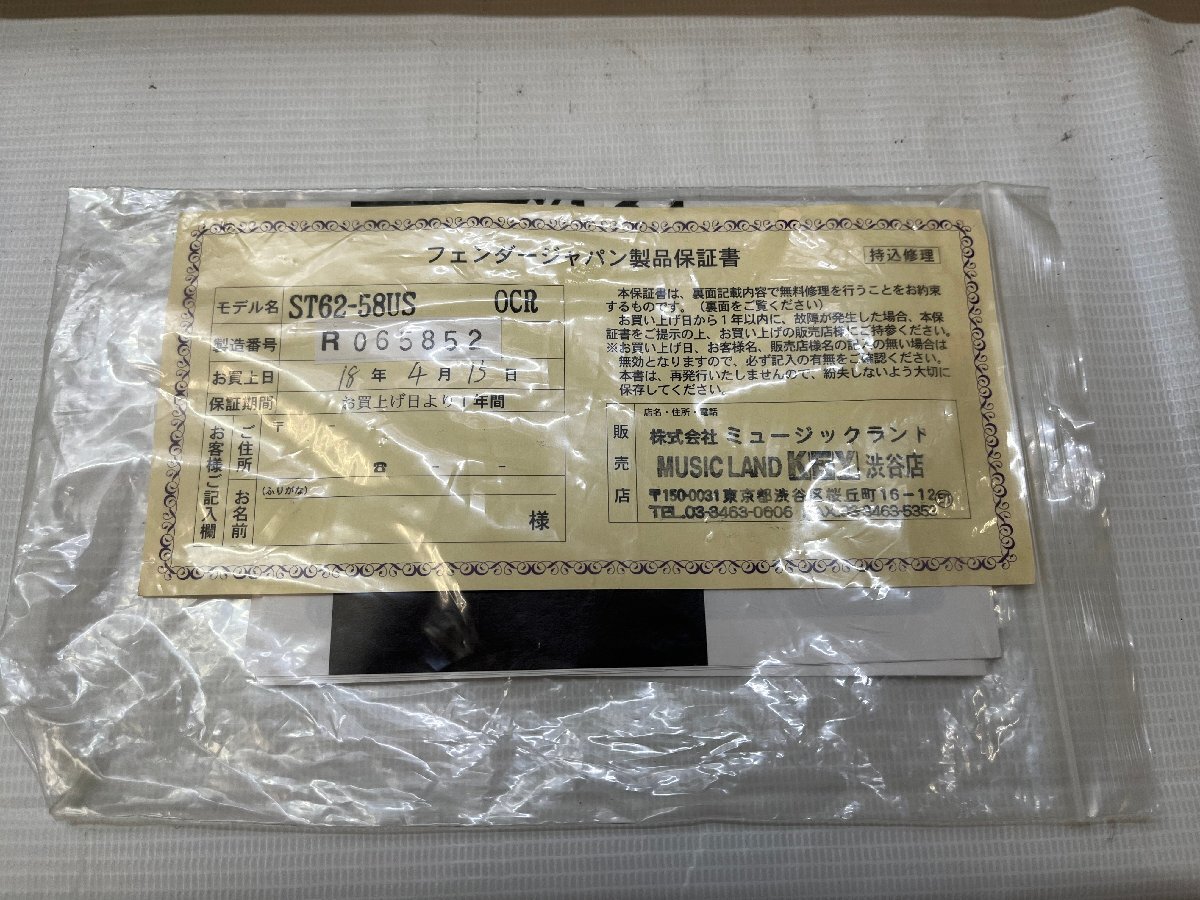 フェンダージャパン製品保証書
持込修理
モデル名 ST62-58US OCR
製造番号 R065852
お買上日 18 年 4 月 15 日
保証期間 お買上げ日より1年間
お客様ご記入欄
ご住所
〒 -
☎ - -
お名前
(ふりがな)
様
本保証書は、裏面記載内容で無料修理を行うことをお約束
するものです。(裏面をご覧ください)
お買い上げ日から1年以内に、故障が発生した場合、本保
証書をご提示の上、お買い上げの販売店様にご持参ください。
※お買い上げ日、お客様名、販売店様名の記入の無い場合は
無効となりますので、必ず記入の有無をご確認ください。
本書は、再発行いたしませんので、紛失しないよう大切に
保存してください。
販売店
店名・住所・電話
株式会社 ミュージックランド
MUSIC LAND KEY 渋谷店
〒150-0031 東京都渋谷区桜丘町16-12
TEL.03-3463-0606 FAX.03-3463-5352